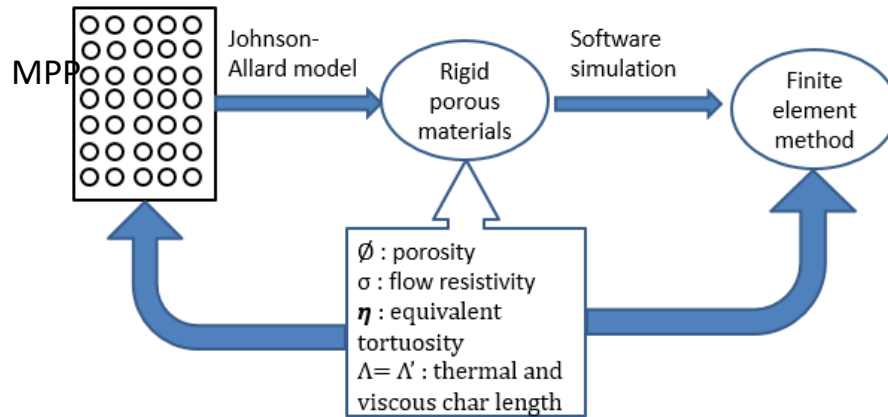 MPP
Johnson-
Allard model
Rigid
porous
materials
Software
simulation
Finite
element
method
Ø : porosity
σ : flow resistivity
η : equivalent
tortuosity
Λ= Λ’ : thermal and
viscous char length